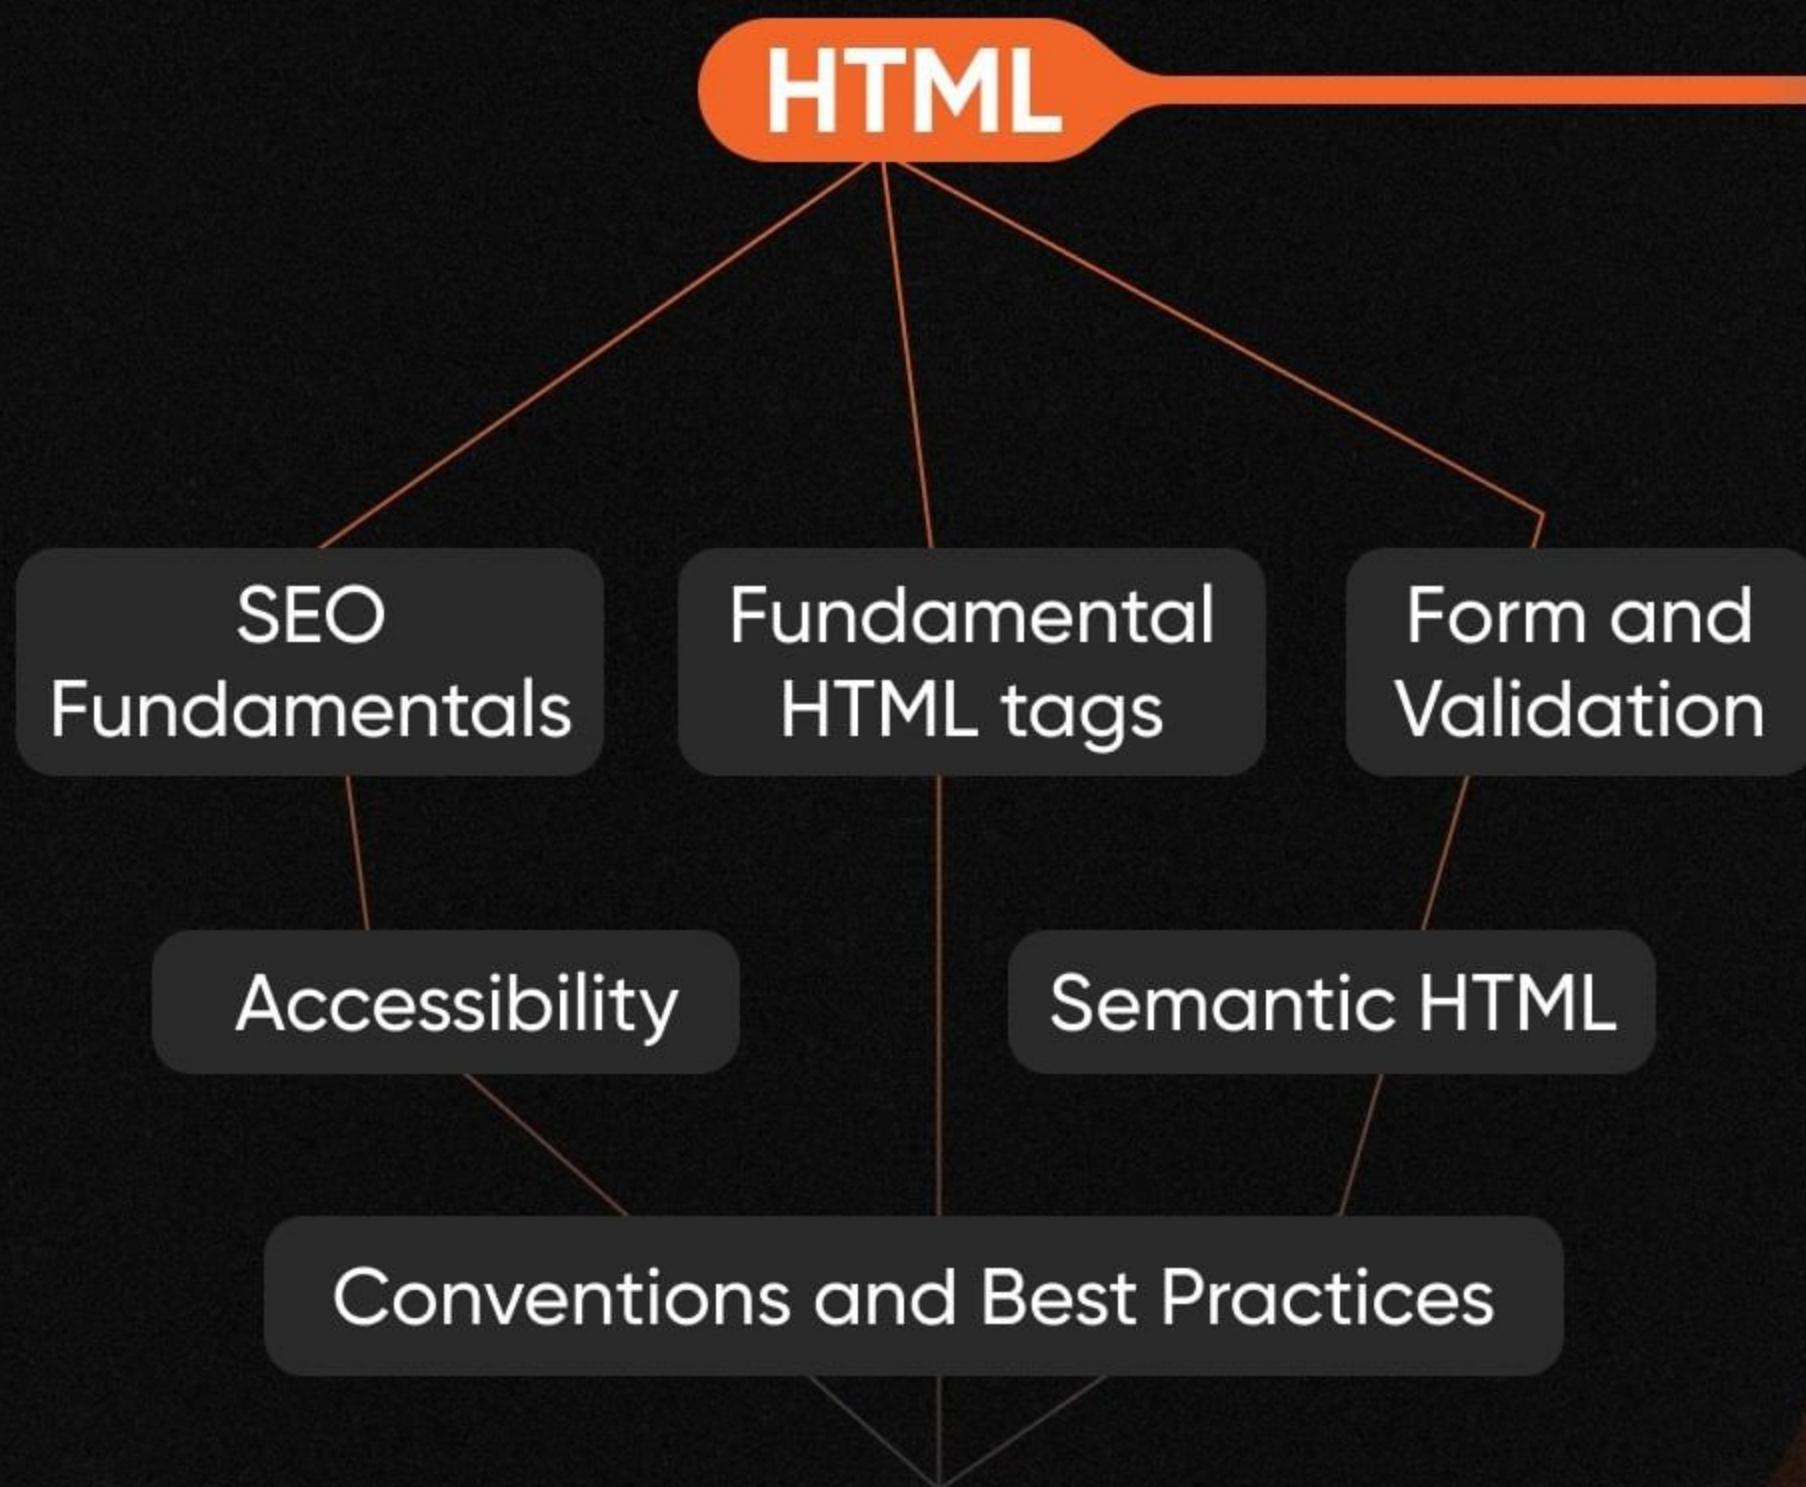 HTML
SEO
Fundamentals
Fundamental
HTML tags
Form and
Validation
Accessibility
Semantic HTML
Conventions and Best Practices